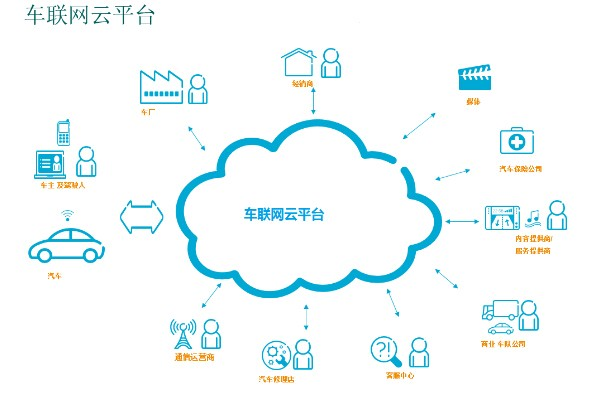 车联网云平台
经销商
车厂
媒体
汽车保险公司
车主 及驾驶人
车联网云平台
内容提供商/
服务提供商
汽车
商业 车队公司
通信运营商
汽车修理店
客服中心